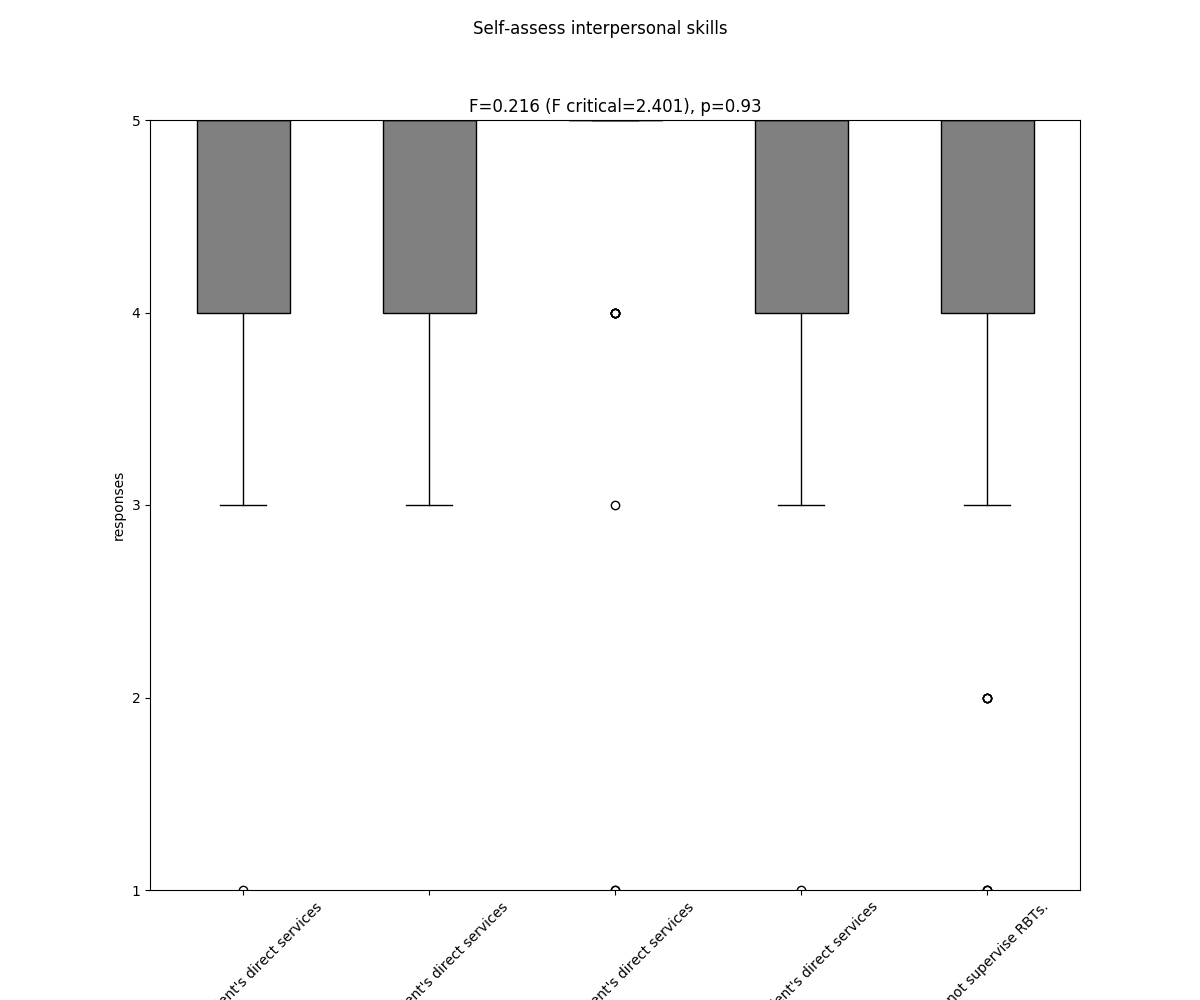 Self-assess interpersonal skills
F=0.216 (F critical=2.401), p=0.93
responses
5
4
3
2
1
ent's direct services
ent's direct services
ent's direct services
ient's direct services
not supervise RBTs.